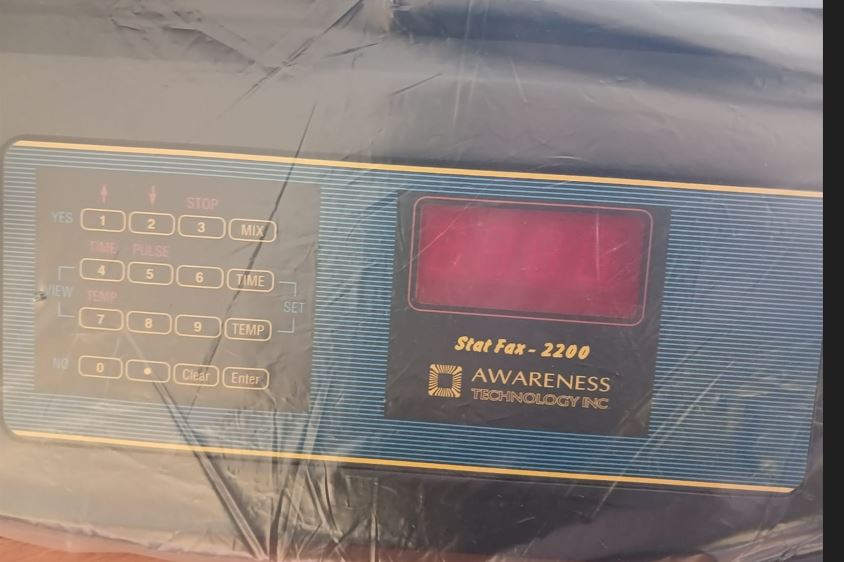 STOP
YES 1 2 3 MIX
TIME PULSE
4 5 6 TIME
VIEW SET
TEMP
7 8 9 TEMP
NO 0 • Clear Enter
Stat Fax - 2200
AWARENESS
TECHNOLOGY INC